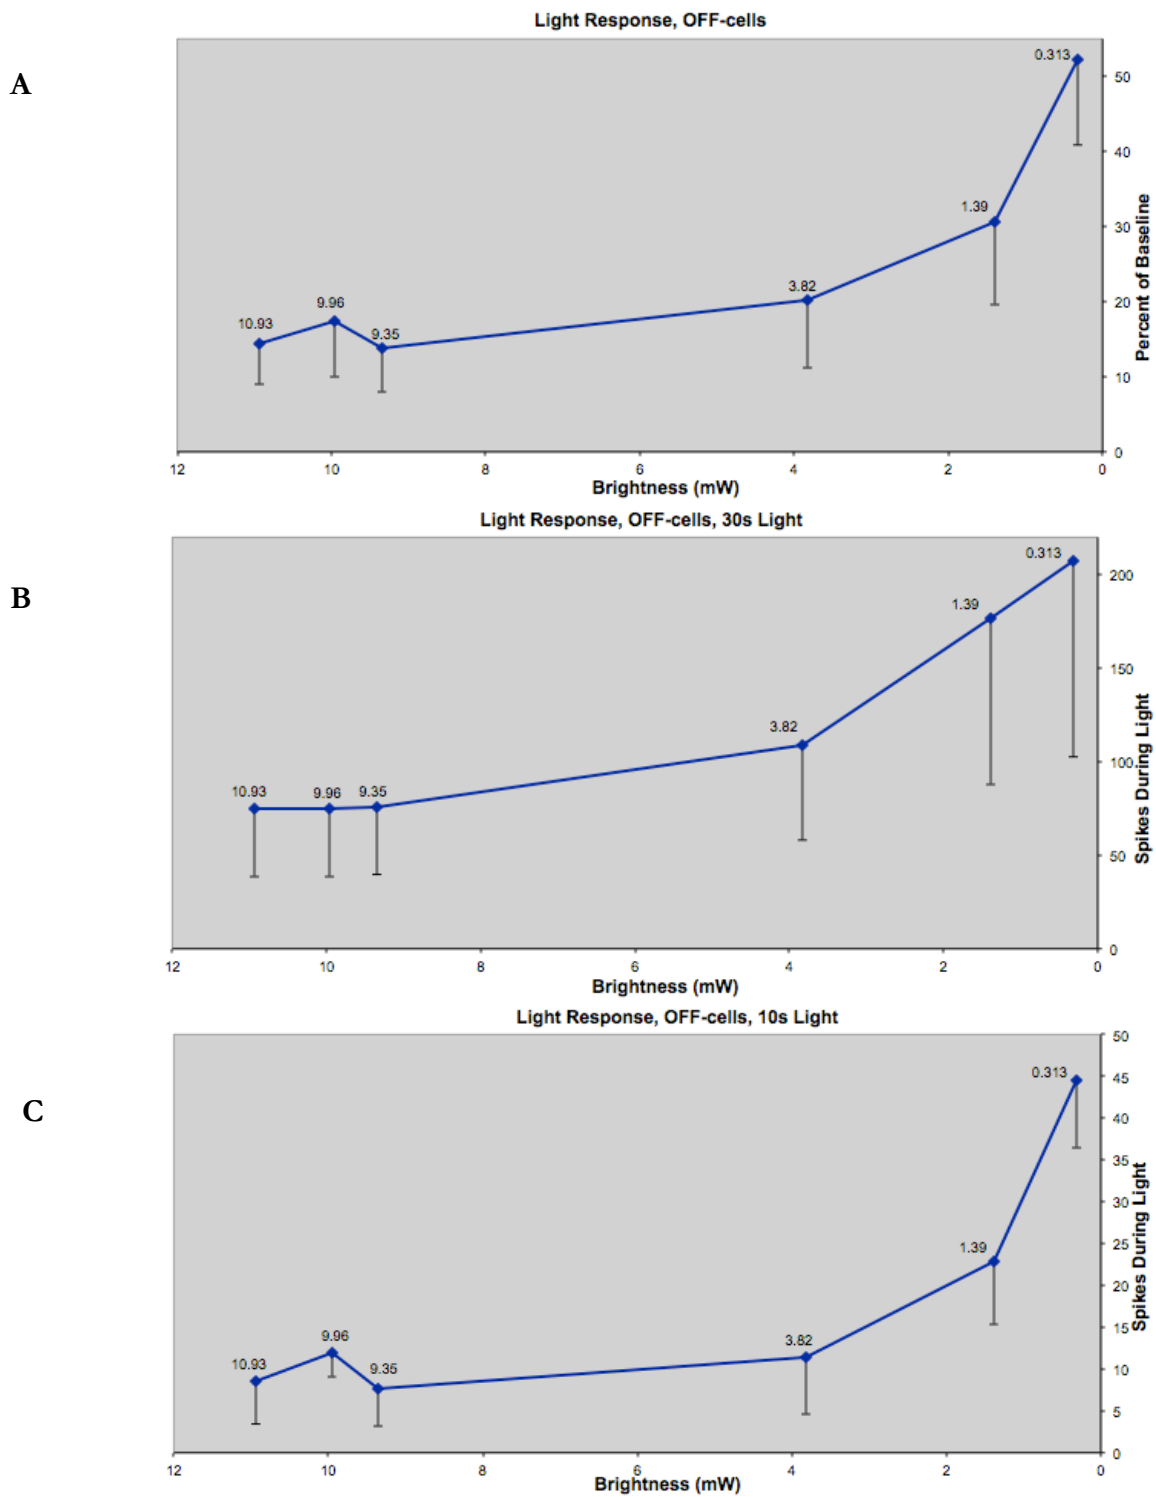 Light Response, OFF-cells
A
0.313
1.39
3.82
10.93
9.96
9.35
50
40
30
20
10
0
Percent of Baseline
12 10 8 6 4 2 0
Brightness (mW)
Light Response, OFF-cells, 30s Light
B
0.313
1.39
3.82
10.93 9.96 9.35
200
150
100
50
0
Spikes During Light
12 10 8 6 4 2 0
Brightness (mW)
Light Response, OFF-cells, 10s Light
C
0.313
1.39
3.82
10.93
9.96
9.35
50
45
40
35
30
25
20
15
10
5
0
Spikes During Light
12 10 8 6 4 2 0
Brightness (mW)